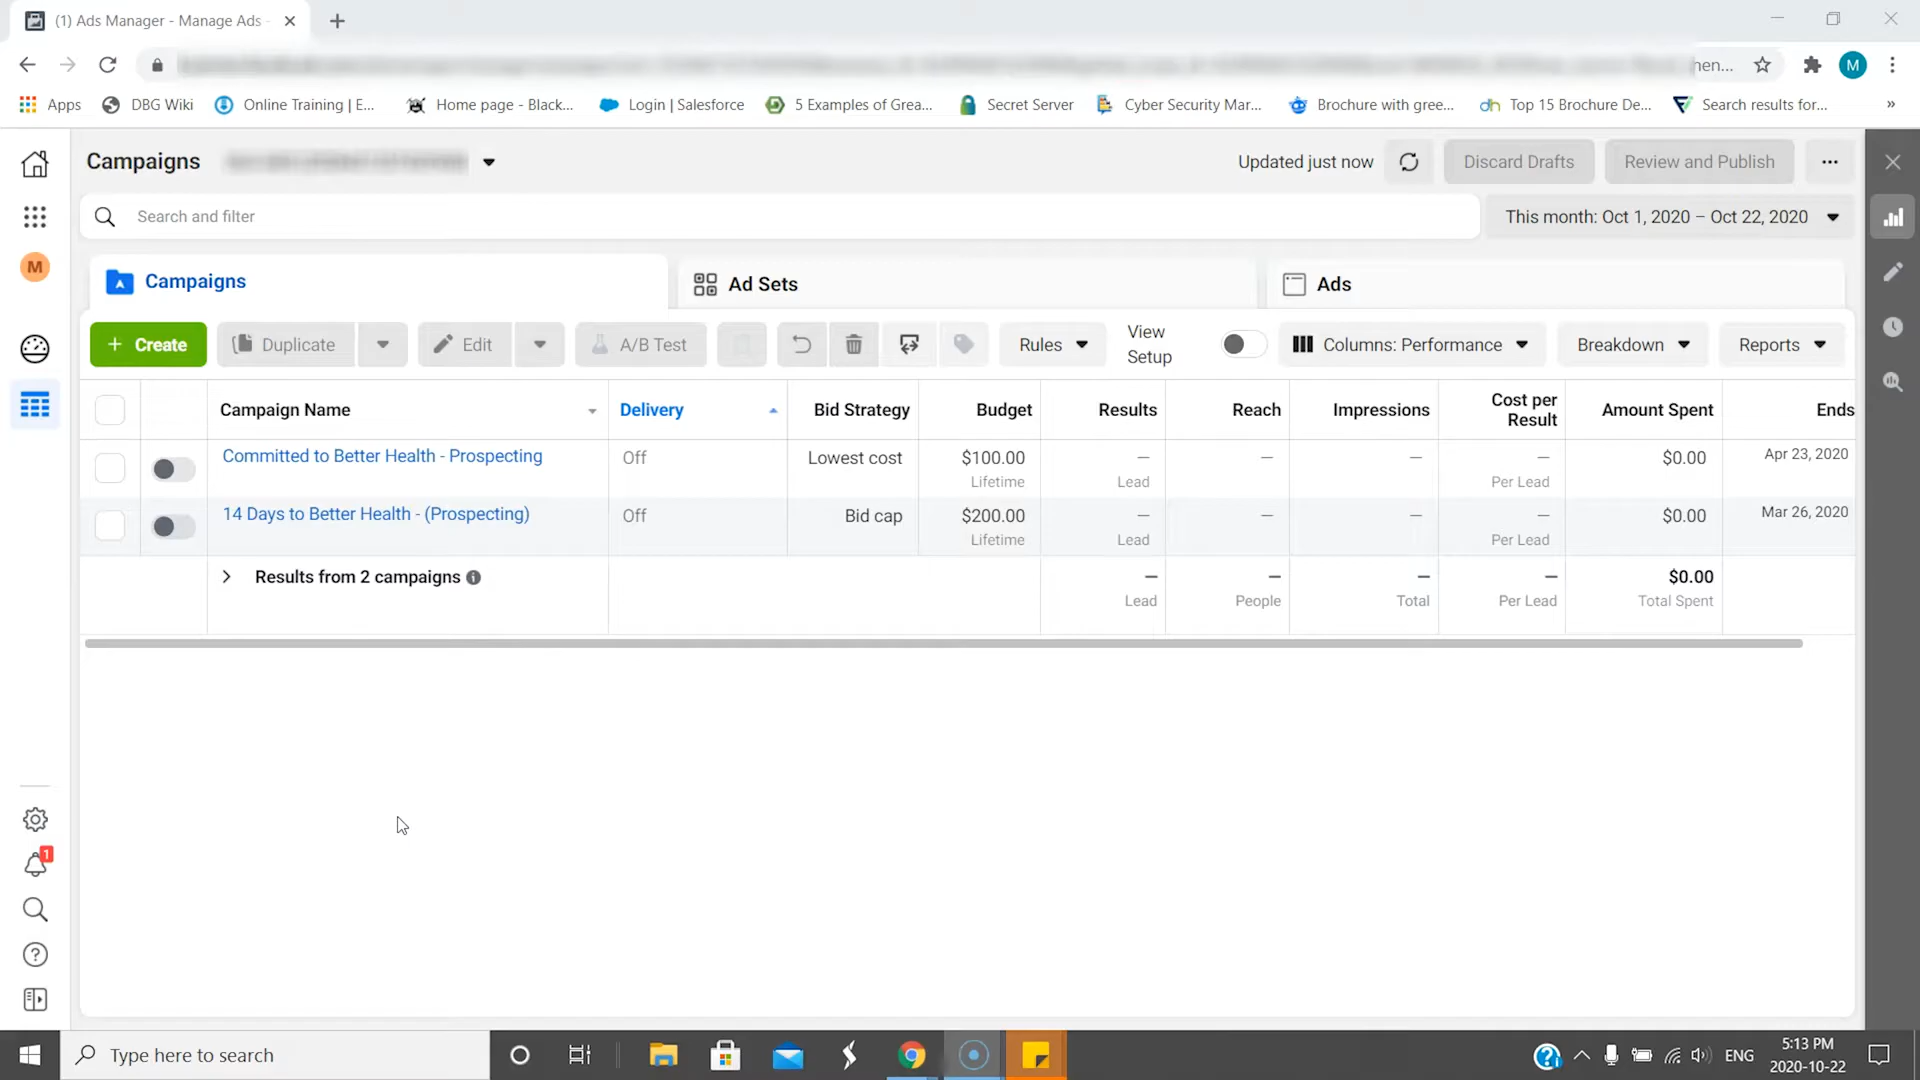 (1) Ads Manager - Manage Ads -
hen...
M
Apps
DBG Wiki
Online Training | E...
Home page - Black...
Login | Salesforce
5 Examples of Grea...
Secret Server
Cyber Security Mar...
Brochure with gree...
Top 15 Brochure De...
Search results for...
»
Campaigns
Updated just now
Discard Drafts
Review and Publish
Search and filter
This month: Oct 1, 2020 – Oct 22, 2020
M
Campaigns
Ad Sets
Ads
+ Create
Duplicate
Edit
A/B Test
Rules
View Setup
Columns: Performance
Breakdown
Reports
Campaign Name
Delivery
Bid Strategy
Budget
Results
Reach
Impressions
Cost per Result
Amount Spent
Ends
Committed to Better Health - Prospecting
Off
Lowest cost
$100.00
Lifetime
—
Lead
—
—
—
Per Lead
$0.00
Apr 23, 2020
14 Days to Better Health - (Prospecting)
Off
Bid cap
$200.00
Lifetime
—
Lead
—
—
—
Per Lead
$0.00
Mar 26, 2020
Results from 2 campaigns
—
Lead
—
People
—
Total
—
Per Lead
$0.00
Total Spent
1
Type here to search
ENG
5:13 PM
2020-10-22